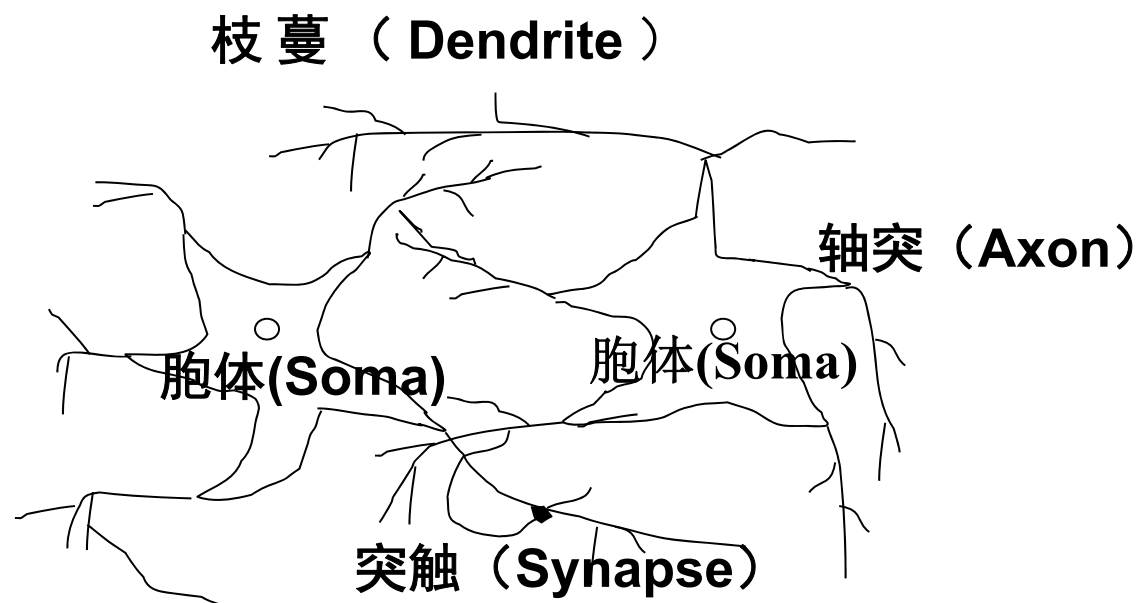 枝 蔓 （ Dendrite ）
轴突（Axon）
胞体(Soma)
胞体(Soma)
突触（Synapse）